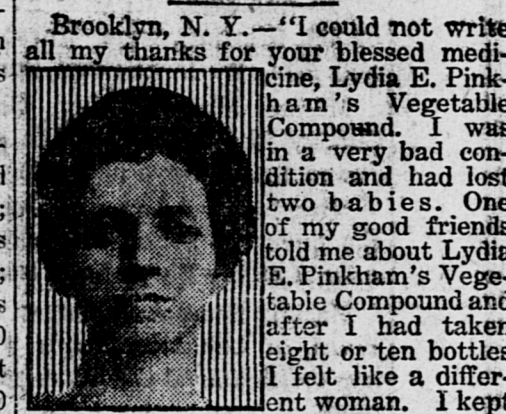 Brooklyn, N. Y.—"I could not write
all my thanks for your blessed medi-
cine, Lydia E. Pink-
ham's Vegetable
Compound. I was
in a very bad con-
dition and had lost
two babies. One
of my good friends
told me about Lydia
E. Pinkham's Vege-
table Compound and
after I had taken
eight or ten bottles
I felt like a differ-
ent woman. I kept